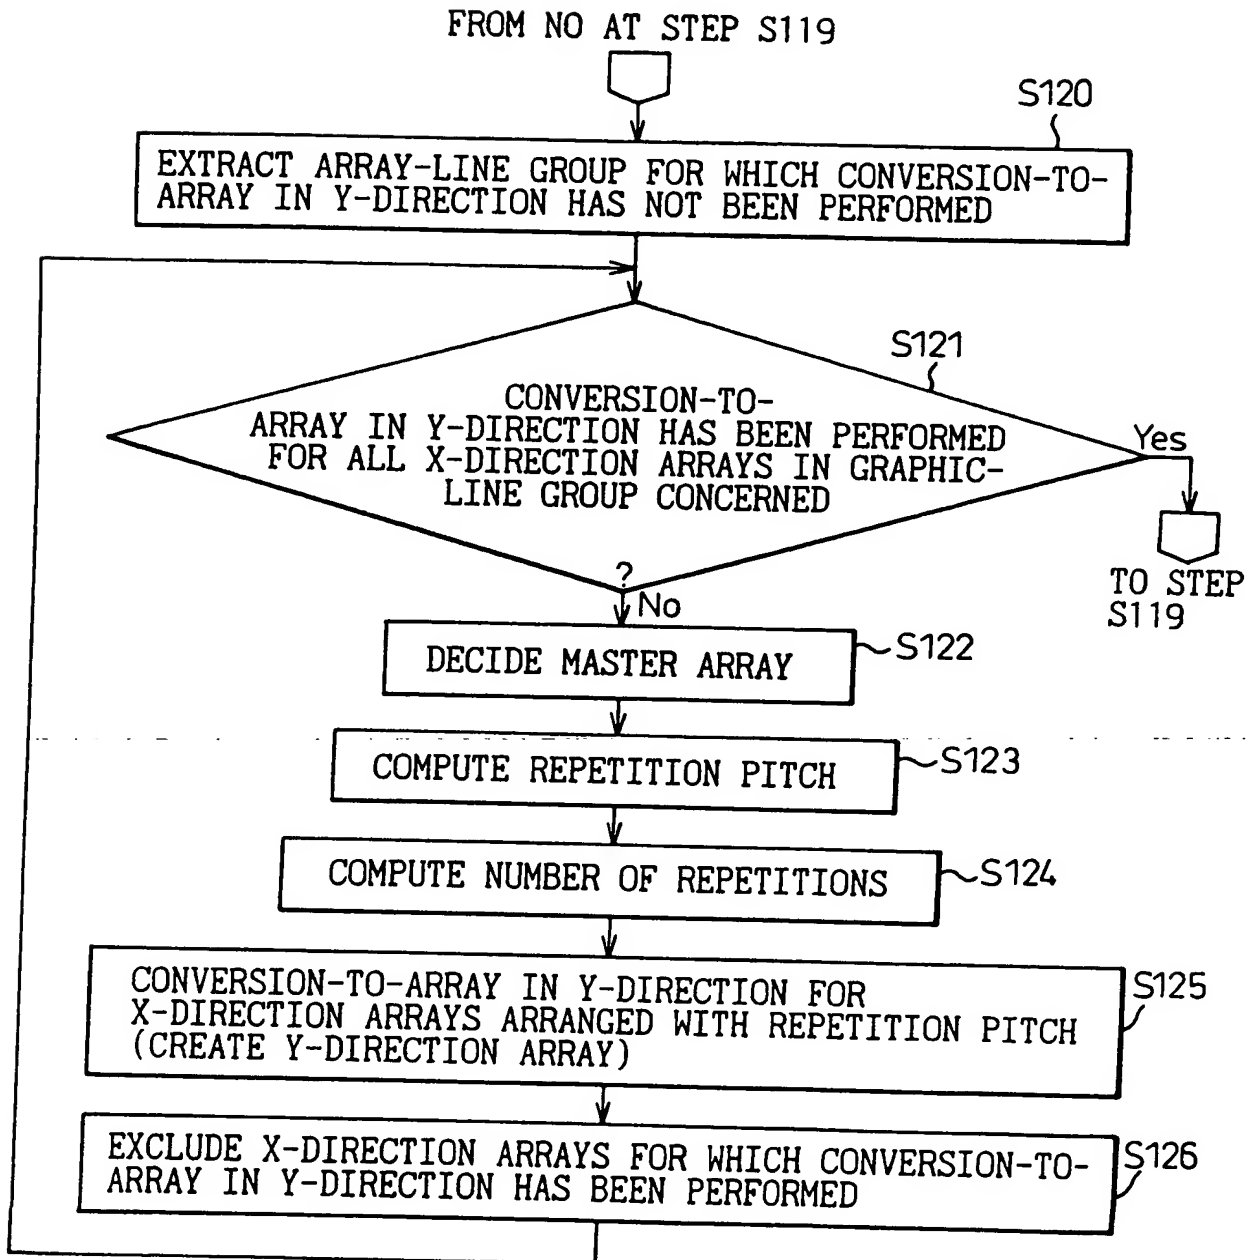 FROM NO AT STEP S119
S120
EXTRACT ARRAY-LINE GROUP FOR WHICH CONVERSION-TO-
ARRAY IN Y-DIRECTION HAS NOT BEEN PERFORMED
S121
CONVERSION-TO-
ARRAY IN Y-DIRECTION HAS BEEN PERFORMED
FOR ALL X-DIRECTION ARRAYS IN GRAPHIC-
LINE GROUP CONCERNED
?
Yes
TO STEP
S119
No
DECIDE MASTER ARRAY
S122
COMPUTE REPETITION PITCH
S123
COMPUTE NUMBER OF REPETITIONS
S124
CONVERSION-TO-ARRAY IN Y-DIRECTION FOR
X-DIRECTION ARRAYS ARRANGED WITH REPETITION PITCH
(CREATE Y-DIRECTION ARRAY)
S125
EXCLUDE X-DIRECTION ARRAYS FOR WHICH CONVERSION-TO-
ARRAY IN Y-DIRECTION HAS BEEN PERFORMED
S126